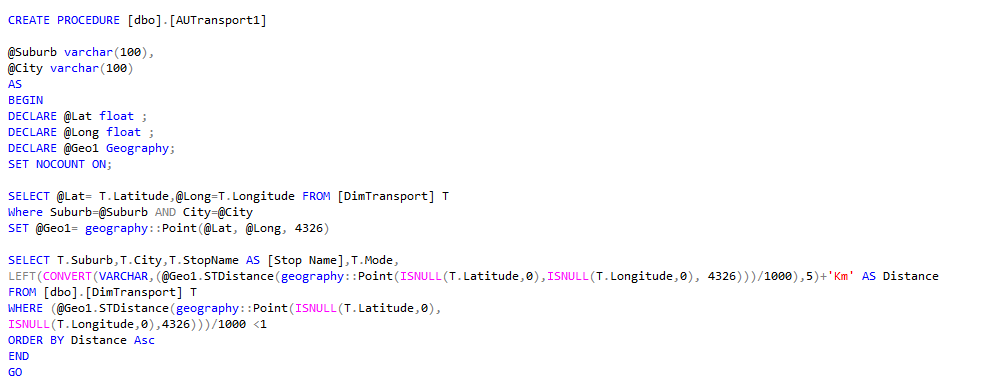 CREATE PROCEDURE [dbo].[AUTransport1]
@Suburb varchar(100),
@City varchar(100)
AS
BEGIN
DECLARE @Lat float ;
DECLARE @Long float ;
DECLARE @Geo1 Geography;
SET NOCOUNT ON;
SELECT @Lat= T.Latitude,@Long=T.Longitude FROM [DimTransport] T
Where Suburb=@Suburb AND City=@City
SET @Geo1= geography::Point(@Lat, @Long, 4326)
SELECT T.Suburb,T.City,T.StopName AS [Stop Name],T.Mode,
LEFT(CONVERT(VARCHAR,(@Geo1.STDistance(geography::Point(ISNULL(T.Latitude,0),ISNULL(T.Longitude,0), 4326)))/1000),5)+'Km' AS Distance
FROM [dbo].[DimTransport] T
WHERE (@Geo1.STDistance(geography::Point(ISNULL(T.Latitude,0),
ISNULL(T.Longitude,0),4326)))/1000 <1
ORDER BY Distance Asc
END
GO